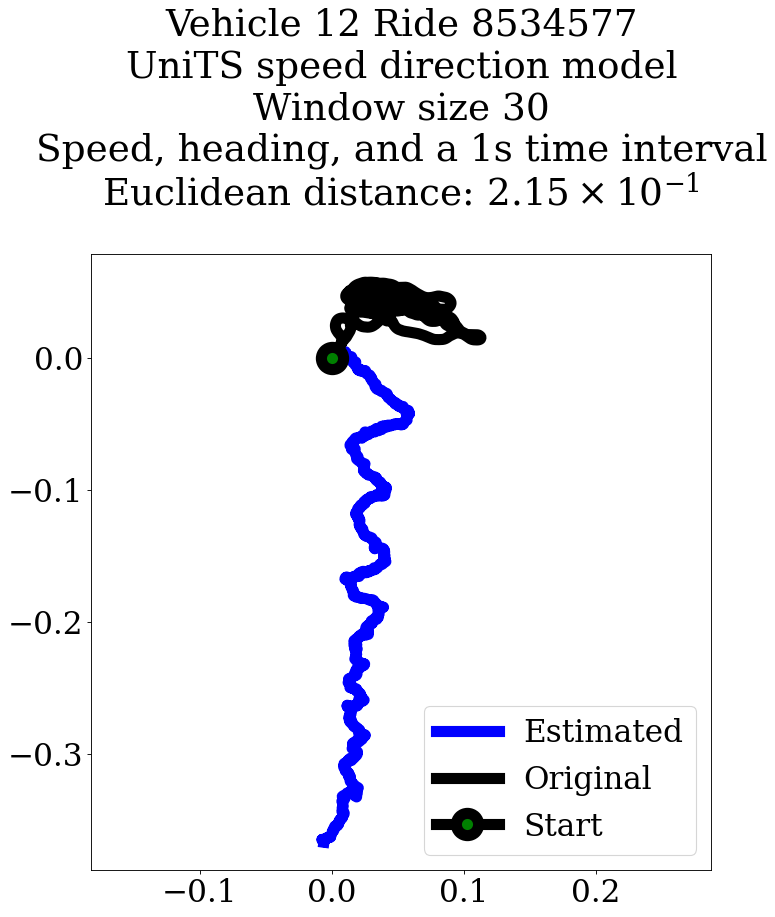 Vehicle 12 Ride 8534577
UniTS speed direction model
Window size 30
Speed, heading, and a 1s time interval
Euclidean distance: 2.15 × 10⁻¹
0.0
−0.1
−0.2
−0.3
Estimated
Original
Start
−0.1 0.0 0.1 0.2